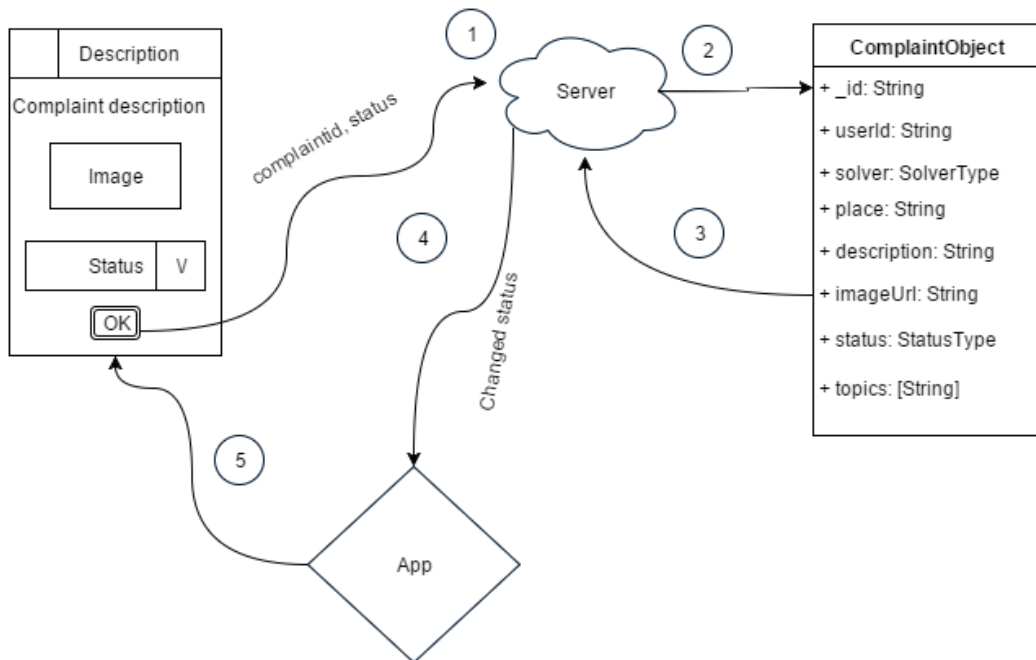 Description
Complaint description
Image
Status V
OK
complaintid, status
1
Server
2
ComplaintObject
+ _id: String
+ userId: String
+ solver: SolverType
+ place: String
+ description: String
+ imageUrl: String
+ status: StatusType
+ topics: [String]
3
4
Changed status
5
App